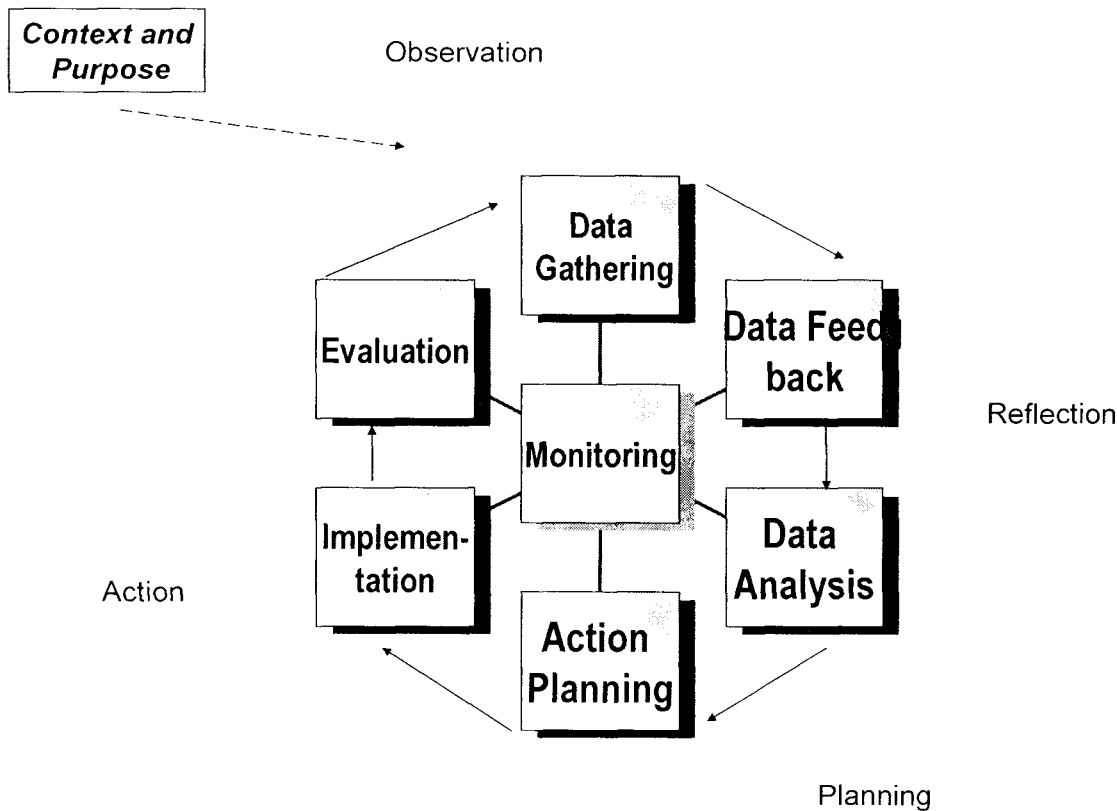 Context and
Purpose
Observation
Data
Gathering
Evaluation
Data Feed
back
Monitoring
Reflection
Implemen-
tation
Data
Analysis
Action
Action
Planning
Planning